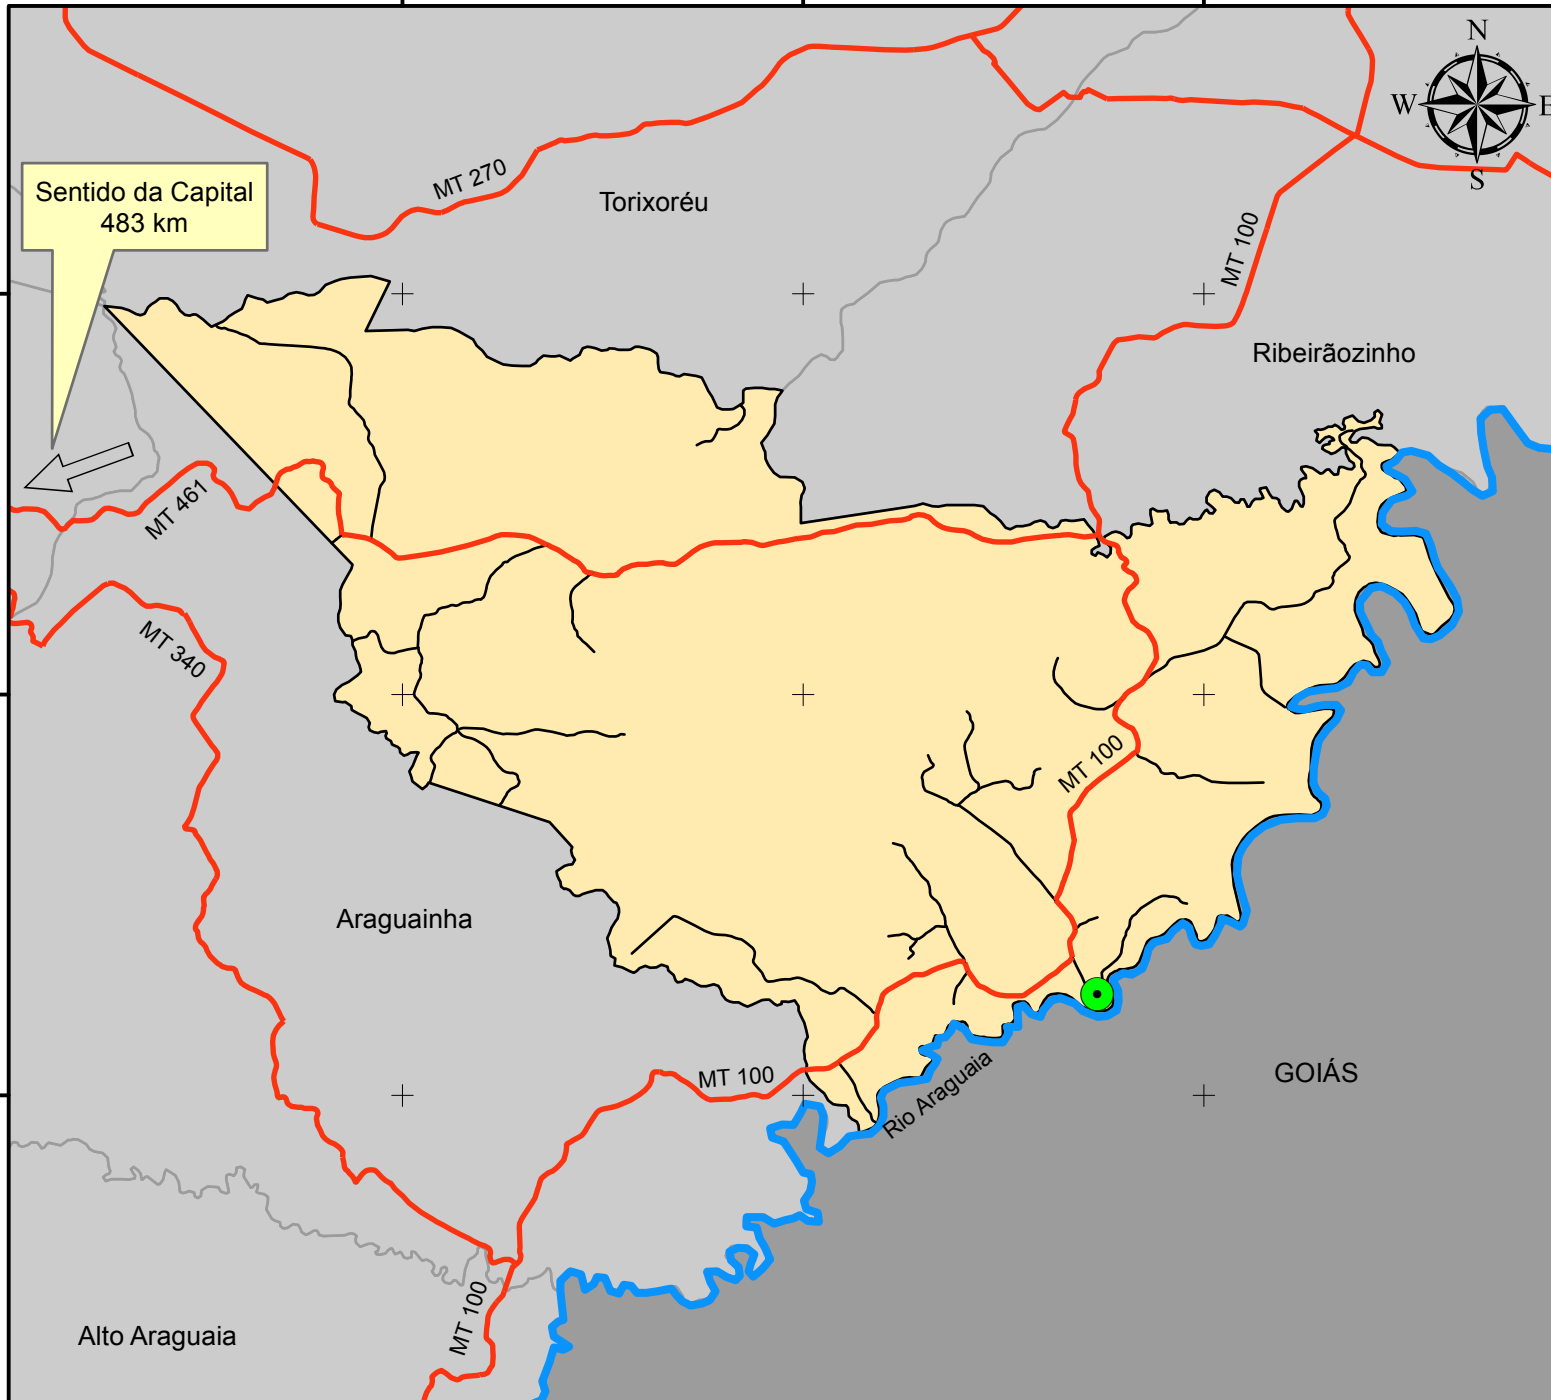 N
W
E
S
Sentido da Capital
483 km
MT 270
Torixoréu
MT 100
Ribeirãozinho
MT 461
MT 340
MT 100
Araguainha
MT 100
Rio Araguaia
GOIÁS
MT 100
Alto Araguaia